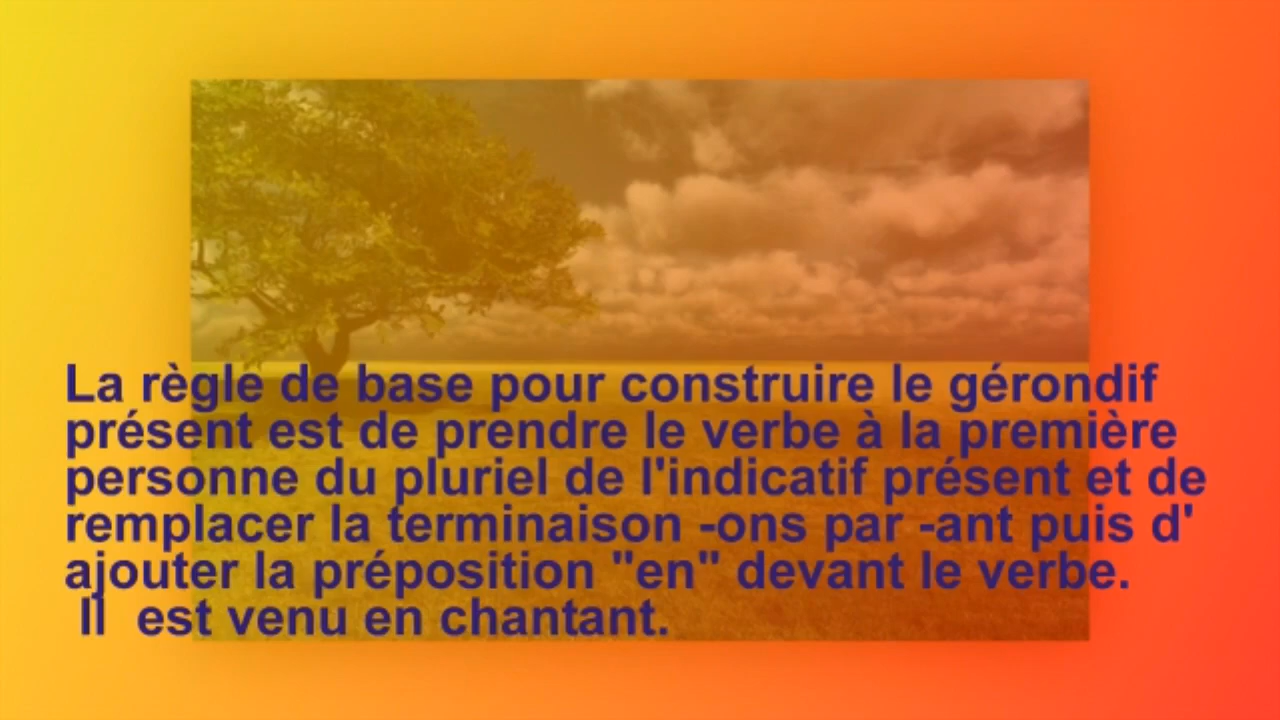 La règle de base pour construire le gérondif
présent est de prendre le verbe à la première
personne du pluriel de l'indicatif présent et de
remplacer la terminaison -ons par -ant puis d'
ajouter la préposition "en" devant le verbe.
Il  est venu en chantant.